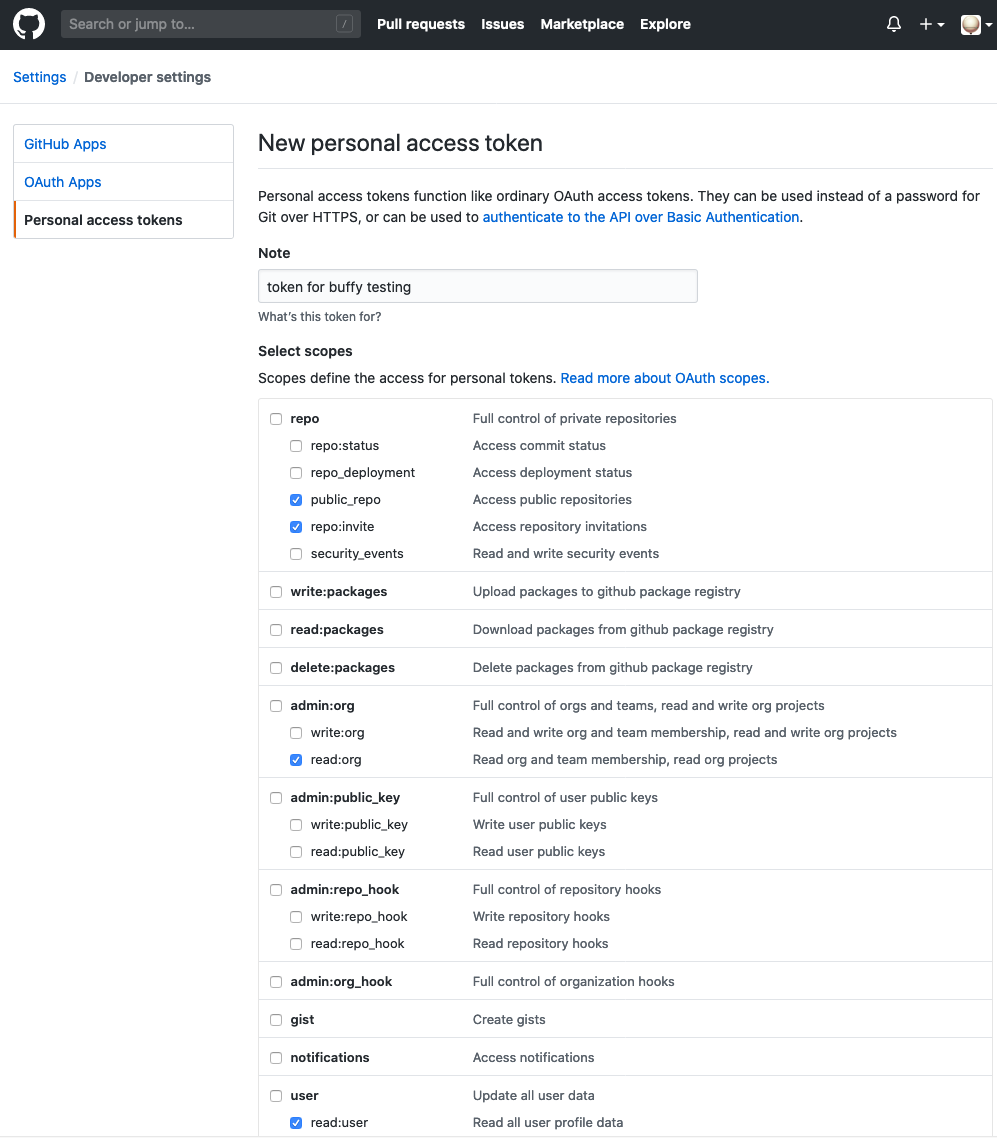 Search or jump to... / Pull requests Issues Marketplace Explore
Settings / Developer settings
GitHub Apps
OAuth Apps
Personal access tokens
New personal access token
Personal access tokens function like ordinary OAuth access tokens. They can be used instead of a password for
Git over HTTPS, or can be used to authenticate to the API over Basic Authentication.
Note
token for buffy testing
What's this token for?
Select scopes
Scopes define the access for personal tokens. Read more about OAuth scopes.
repo Full control of private repositories
repo:status Access commit status
repo_deployment Access deployment status
public_repo Access public repositories
repo:invite Access repository invitations
security_events Read and write security events
write:packages Upload packages to github package registry
read:packages Download packages from github package registry
delete:packages Delete packages from github package registry
admin:org Full control of orgs and teams, read and write org projects
write:org Read and write org and team membership, read and write org projects
read:org Read org and team membership, read org projects
admin:public_key Full control of user public keys
write:public_key Write user public keys
read:public_key Read user public keys
admin:repo_hook Full control of repository hooks
write:repo_hook Write repository hooks
read:repo_hook Read repository hooks
admin:org_hook Full control of organization hooks
gist Create gists
notifications Access notifications
user Update all user data
read:user Read all user profile data